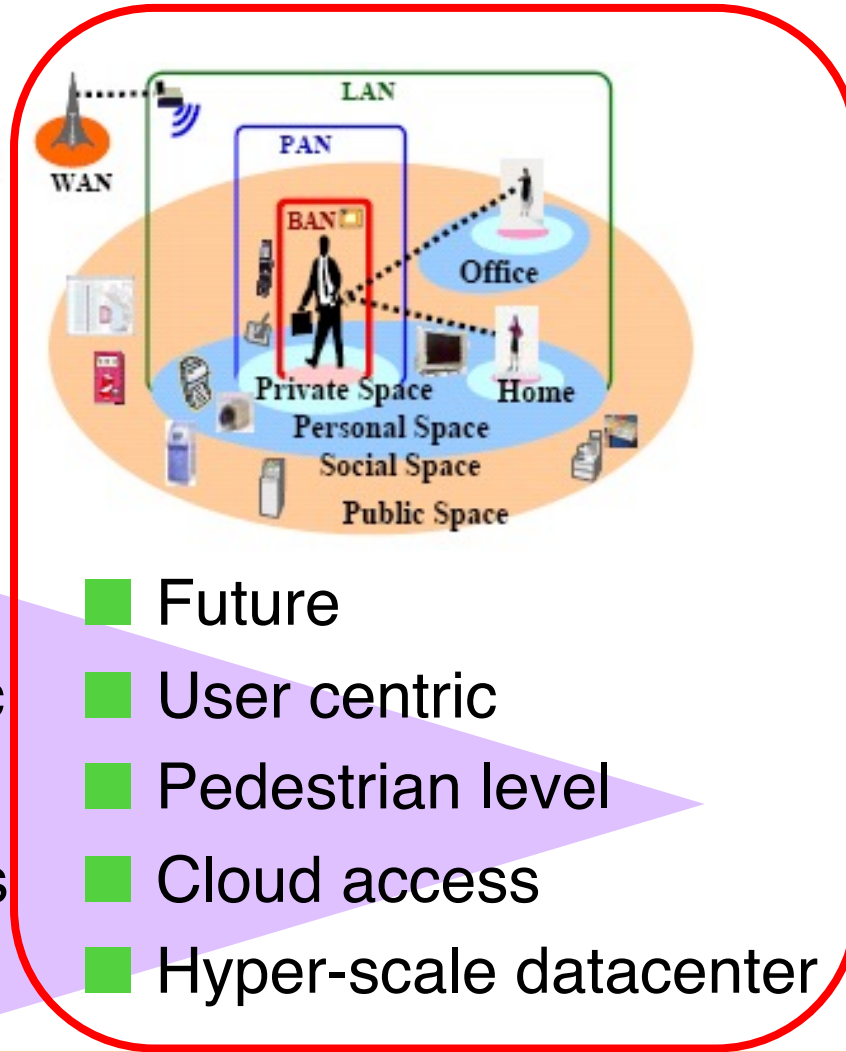 LAN
PAN
WAN
BAN
Office
Private Space
Home
Personal Space
Social Space
Public Space
Future
c
User centric
Pedestrian level
s
Cloud access
Hyper-scale datacenter